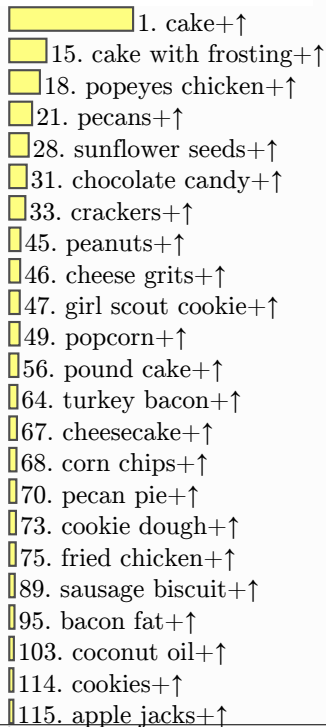 1. cake+↑
15. cake with frosting+↑
18. popeyes chicken+↑
21. pecans+↑
28. sunflower seeds+↑
31. chocolate candy+↑
33. crackers+↑
45. peanuts+↑
46. cheese grits+↑
47. girl scout cookie+↑
49. popcorn+↑
56. pound cake+↑
64. turkey bacon+↑
67. cheesecake+↑
68. corn chips+↑
70. pecan pie+↑
73. cookie dough+↑
75. fried chicken+↑
89. sausage biscuit+↑
95. bacon fat+↑
103. coconut oil+↑
114. cookies+↑
115. apple jacks+↑